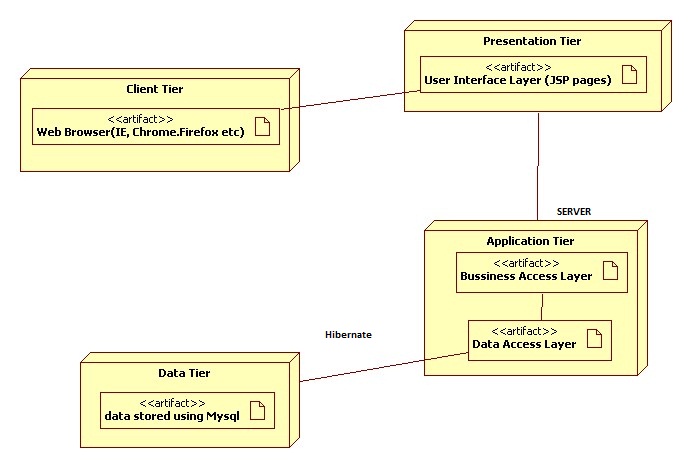 Presentation Tier
<<artifact>>
User Interface Layer (JSP pages)
Client Tier
<<artifact>>
Web Browser(IE, Chrome.Firefox etc)
SERVER
Application Tier
<<artifact>>
Bussiness Access Layer
<<artifact>>
Data Access Layer
Hibernate
Data Tier
<<artifact>>
data stored using Mysql